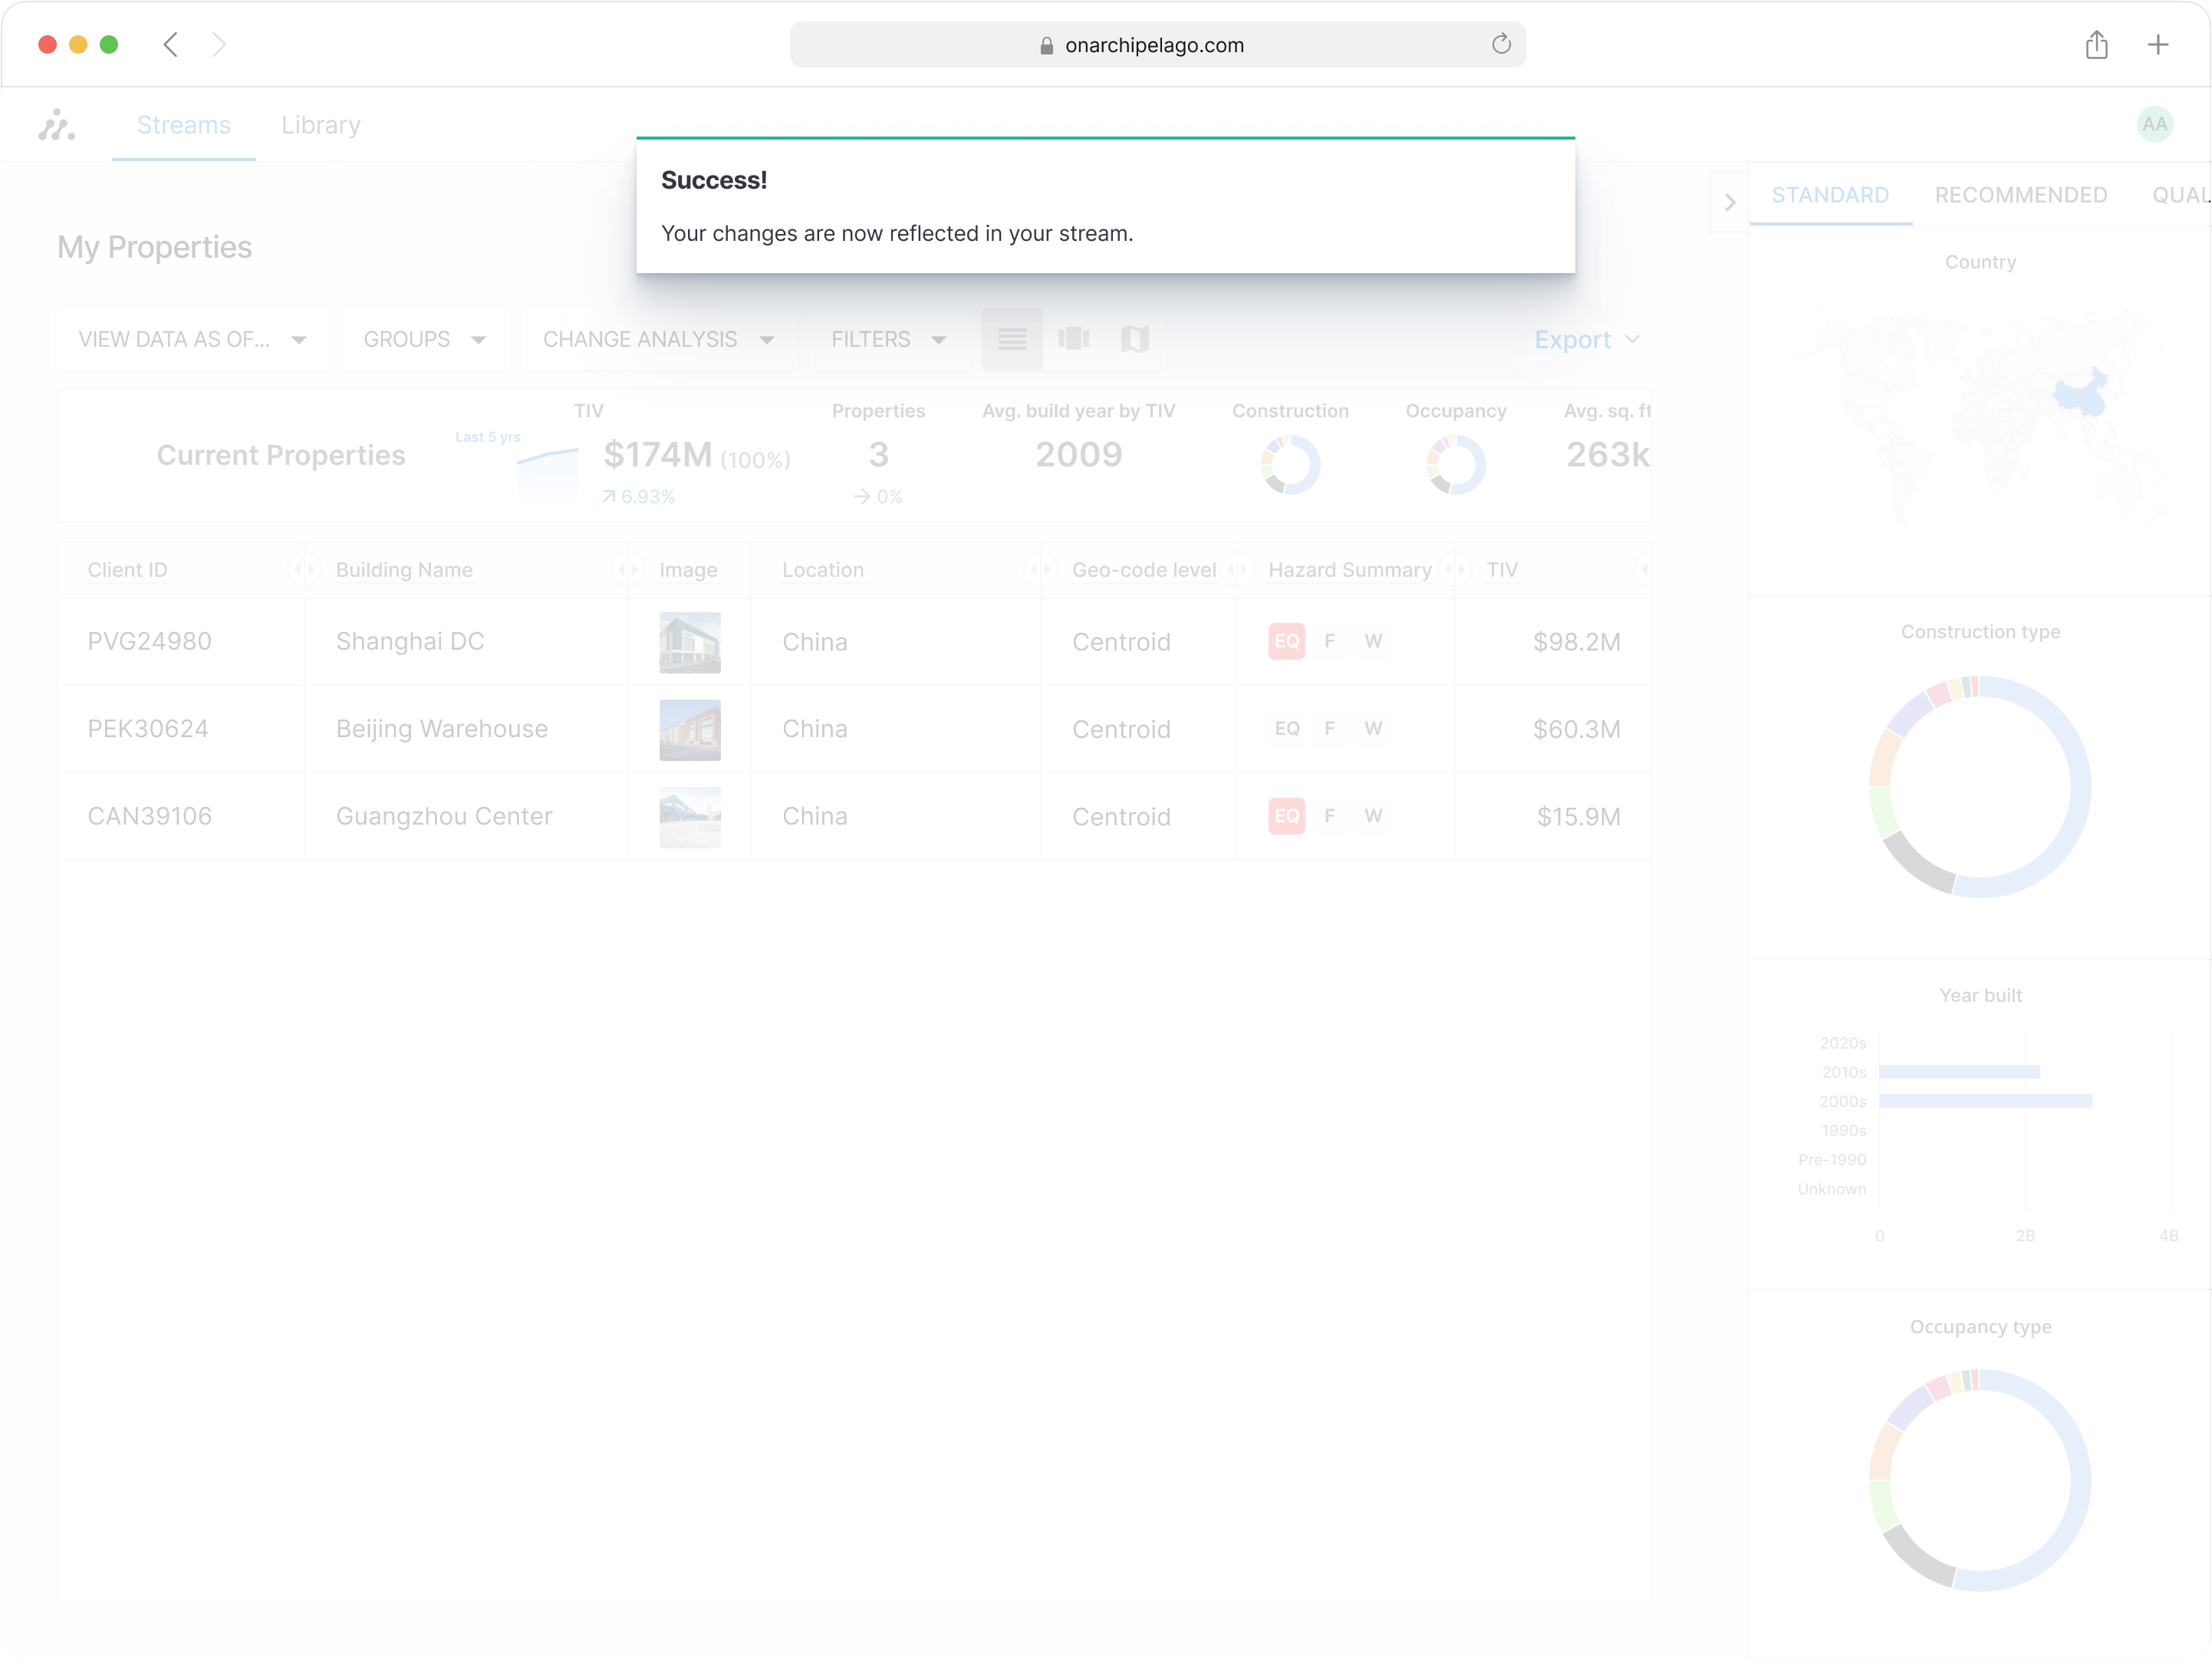 onarchipelago.com
Streams
Library
AA
Success!
Your changes are now reflected in your stream.
STANDARD
RECOMMENDED
QUAL
My Properties
VIEW DATA AS OF...
GROUPS
CHANGE ANALYSIS
FILTERS
Export
Current Properties
Last 5 yrs
TIV
$174M (100%)
6.93%
Properties
3
0%
Avg. build year by TIV
2009
Construction
Occupancy
Avg. sq. ft
263k
Client ID
Building Name
Image
Location
Geo-code level
Hazard Summary
TIV
PVG24980
Shanghai DC
China
Centroid
EQ
F
W
$98.2M
PEK30624
Beijing Warehouse
China
Centroid
EQ
F
W
$60.3M
CAN39106
Guangzhou Center
China
Centroid
EQ
F
W
$15.9M
Country
Construction type
Year built
2020s
2010s
2000s
1990s
Pre-1990
Unknown
0
2B
4B
Occupancy type